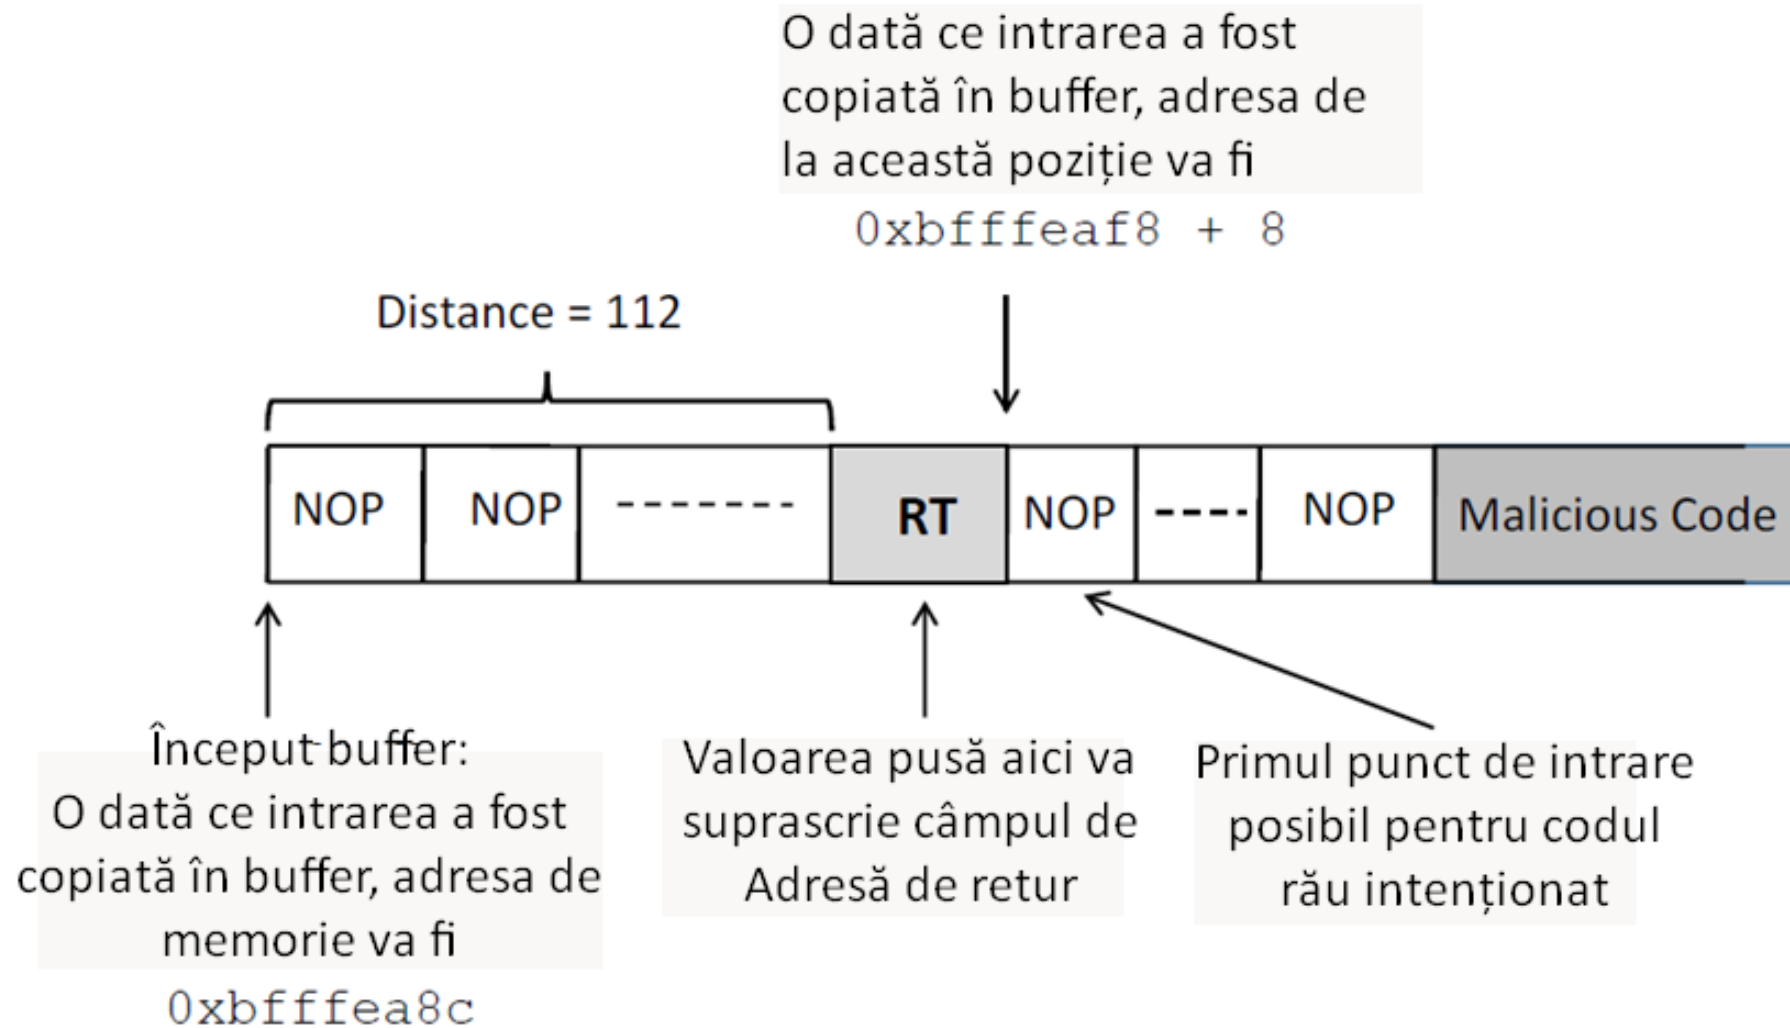 O dată ce intrarea a fost
copiată în buffer, adresa de
la această poziție va fi
0xbfffeaf8 + 8
Distance = 112
NOP NOP ------- RT NOP ---- NOP Malicious Code
Început buffer:
O dată ce intrarea a fost
copiată în buffer, adresa de
memorie va fi
0xbfffea8c
Valoarea pusă aici va
suprascrie câmpul de
Adresă de retur
Primul punct de intrare
posibil pentru codul
rău intenționat